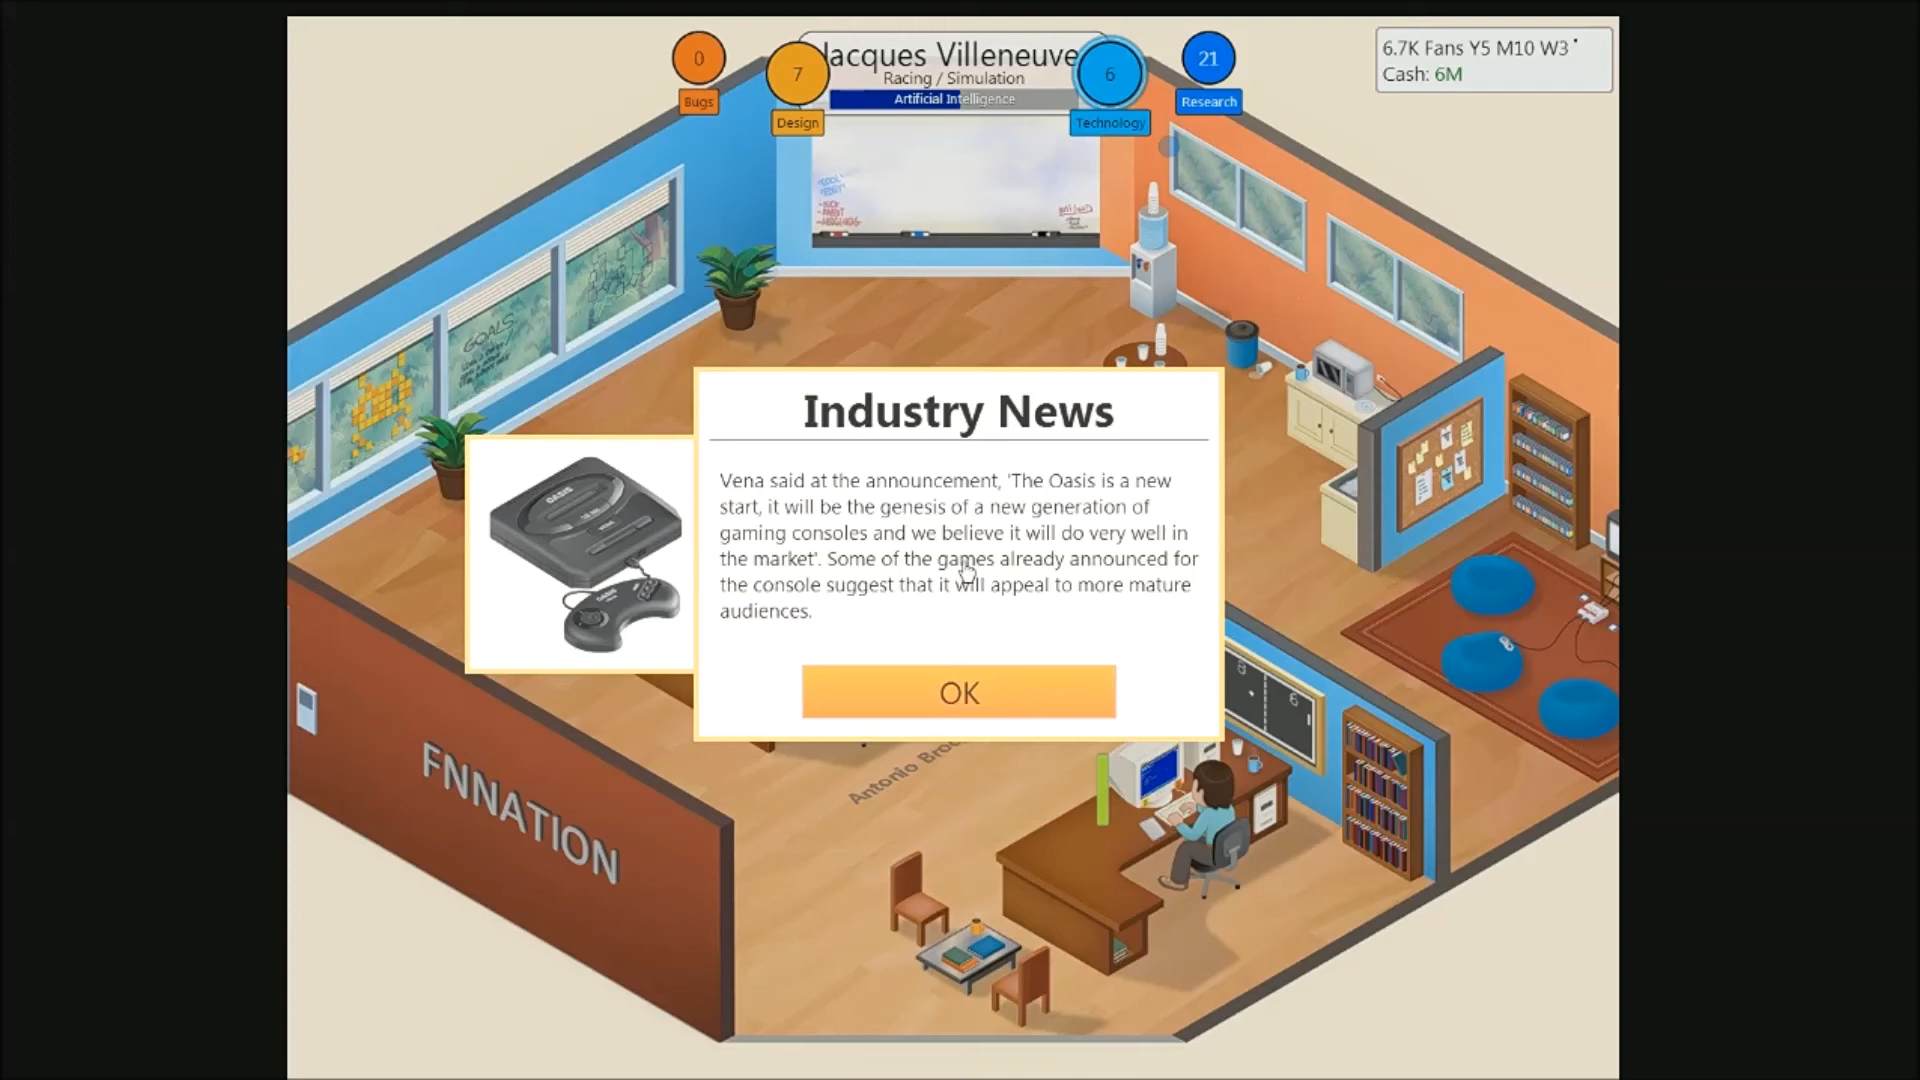 0
Bugs
7
Design
Jacques Villeneuve
Racing / Simulation
Artificial Intelligence
6
Technology
21
Research
6.7K Fans Y5 M10 W3
Cash: 6M
GOALS
Industry News
Vena said at the announcement, 'The Oasis is a new
start, it will be the genesis of a new generation of
gaming consoles and we believe it will do very well in
the market'. Some of the games already announced for
the console suggest that it will appeal to more mature
audiences.
OK
OASIS
FNNATION
Antonio